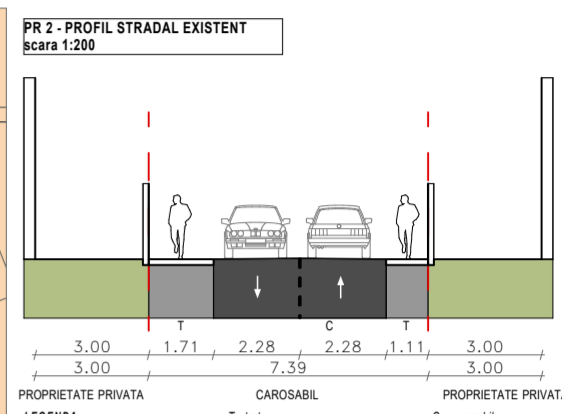 PR 2 - PROFIL STRADAL EXISTENT
scara 1:200
T C T
3.00 1.71 2.28 2.28 1.11 3.00
3.00 7.39 3.00
PROPRIETATE PRIVATA CAROSABIL PROPRIETATE PRIVATA